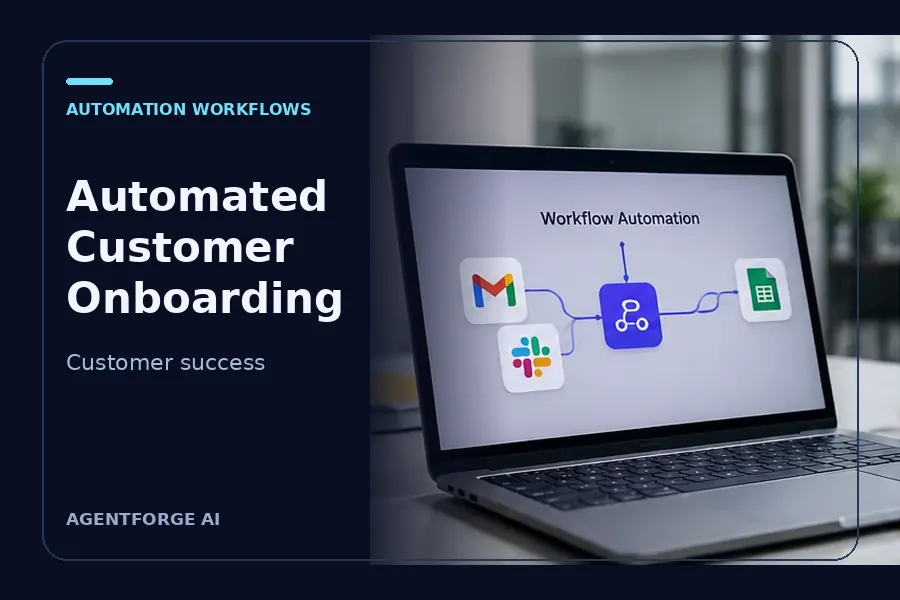 AUTOMATION WORKFLOWS
Automated
Customer
Onboarding
Customer success
AGENTFORGE AI
Workflow Automation